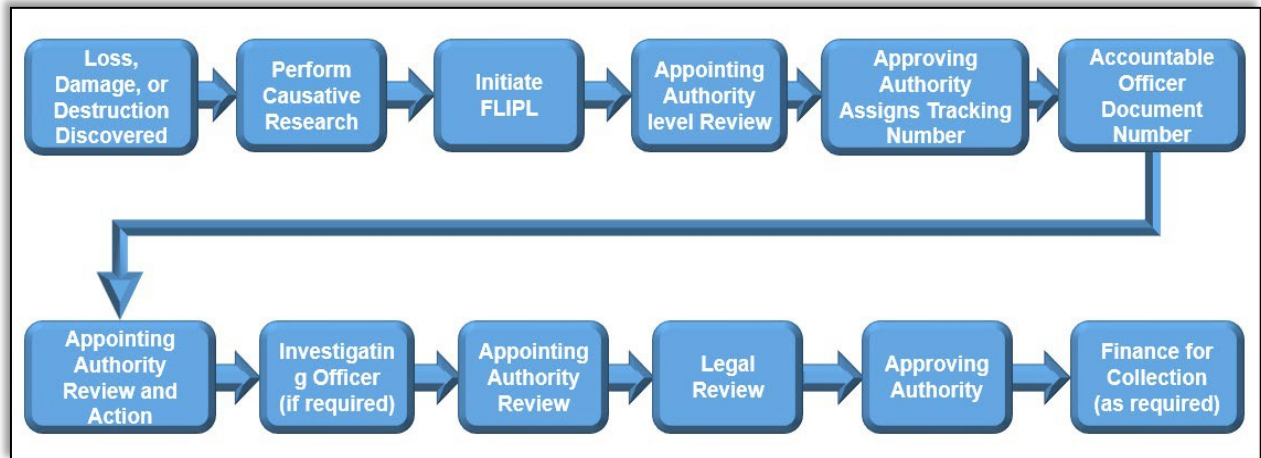 Loss,
Damage, or
Destruction
Discovered
Perform
Causative
Research
Initiate
FLIPL
Appointing
Authority
level Review
Approving
Authority
Assigns Tracking
Number
Accountable
Officer
Document
Number
Appointing
Authority
Review and
Action
Investigatin
g Officer
(if required)
Appointing
Authority
Review
Legal
Review
Approving
Authority
Finance for
Collection
(as required)